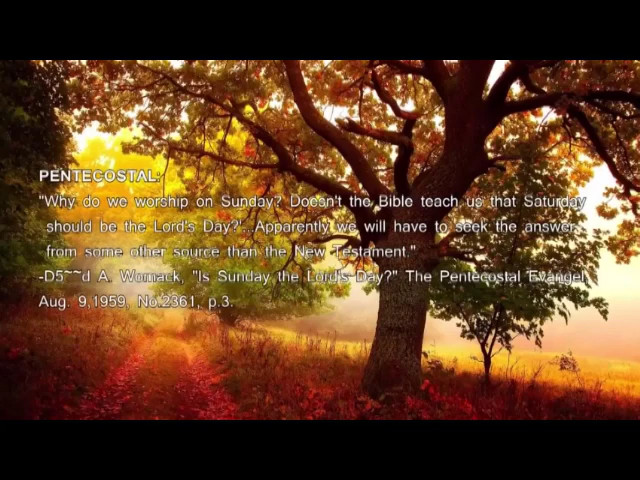 PENTECOSTAL:
"Why do we worship on Sunday? Doesn't the Bible teach us that Saturday
should be the Lord's Day?'...Apparently we will have to seek the answer
from some other source than the New Testament."
-D5~~d A. Womack, "Is Sunday the Lord's Day?" The Pentecostal Evangel,
Aug. 9,1959, No.2361, p.3.